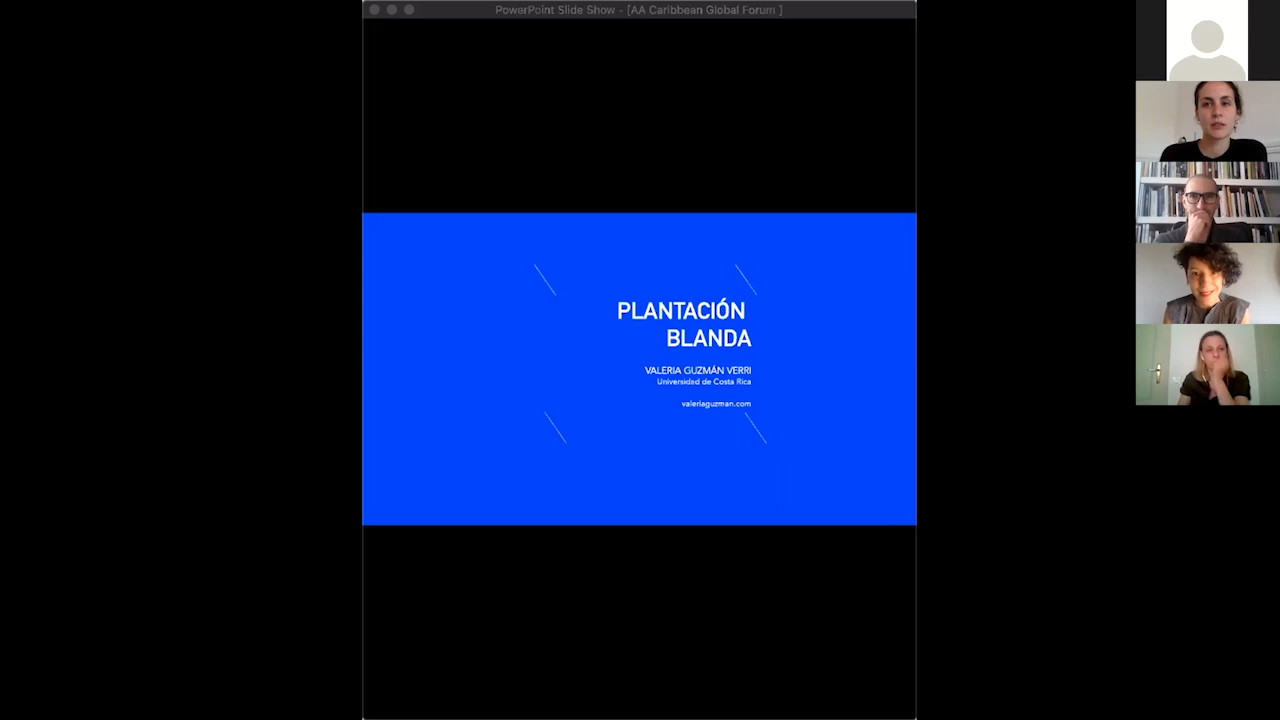 PowerPoint Slide Show - [AA Caribbean Global Forum ]
PLANTACIÓN
BLANDA
VALERIA GUZMÁN VERRI
Universidad de Costa Rica
valeriaguzman.com